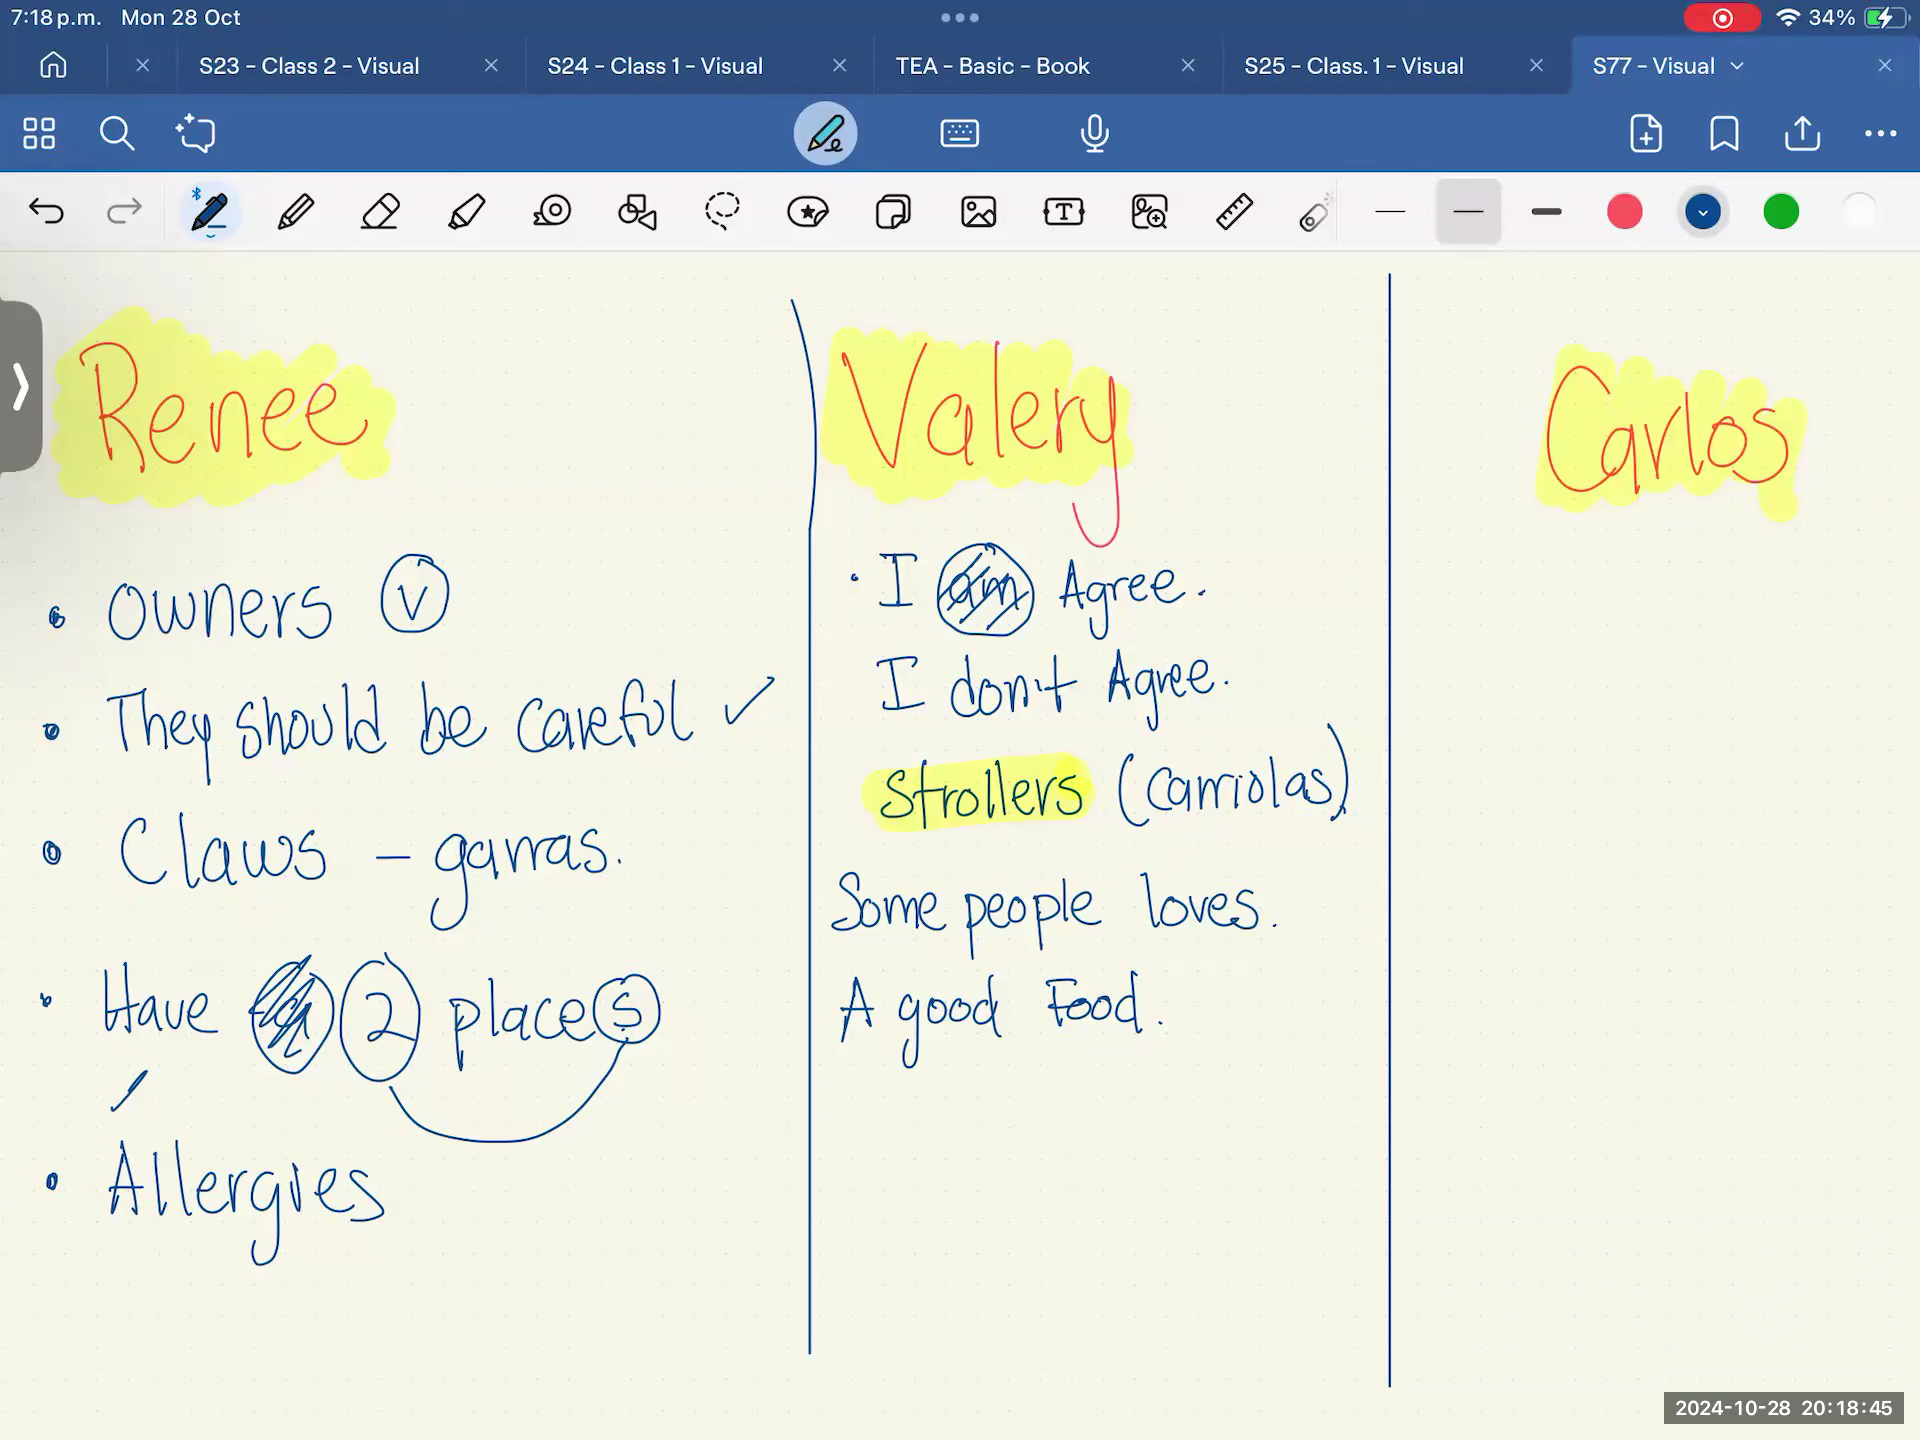 7:18 p.m. Mon 28 Oct
34%
S23 - Class 2 - Visual
S24 - Class 1 - Visual
TEA - Basic - Book
S25 - Class. 1 - Visual
S77 - Visual
Renee
• Owners V
• They should be careful ✓
• Claws - garras.
• Have 2 places
• Allergies
Valery
• I am Agree.
I don't Agree.
Strollers (carriolas)
Some people loves.
A good Food.
Carlos
2024-10-28 20:18:45